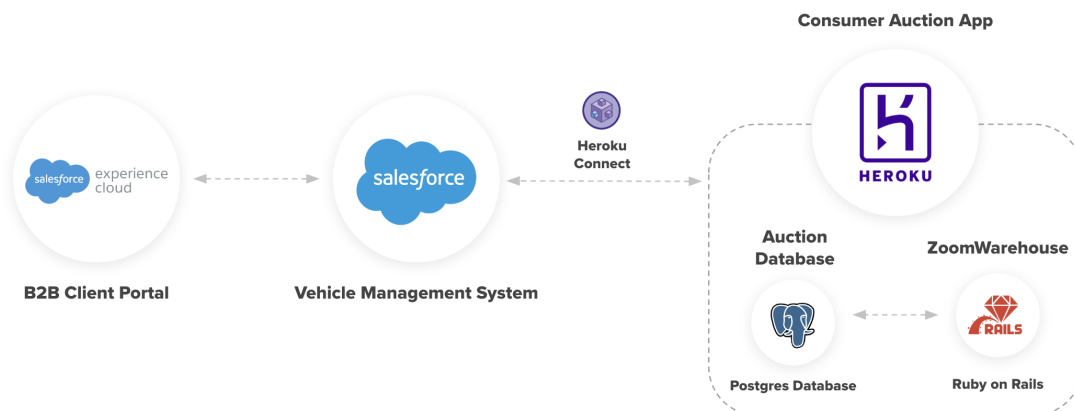 Consumer Auction App
HEROKU
Heroku
Connect
salesforce
experience
cloud
salesforce
B2B Client Portal
Vehicle Management System
Auction
Database
ZoomWarehouse
RAILS
Postgres Database
Ruby on Rails